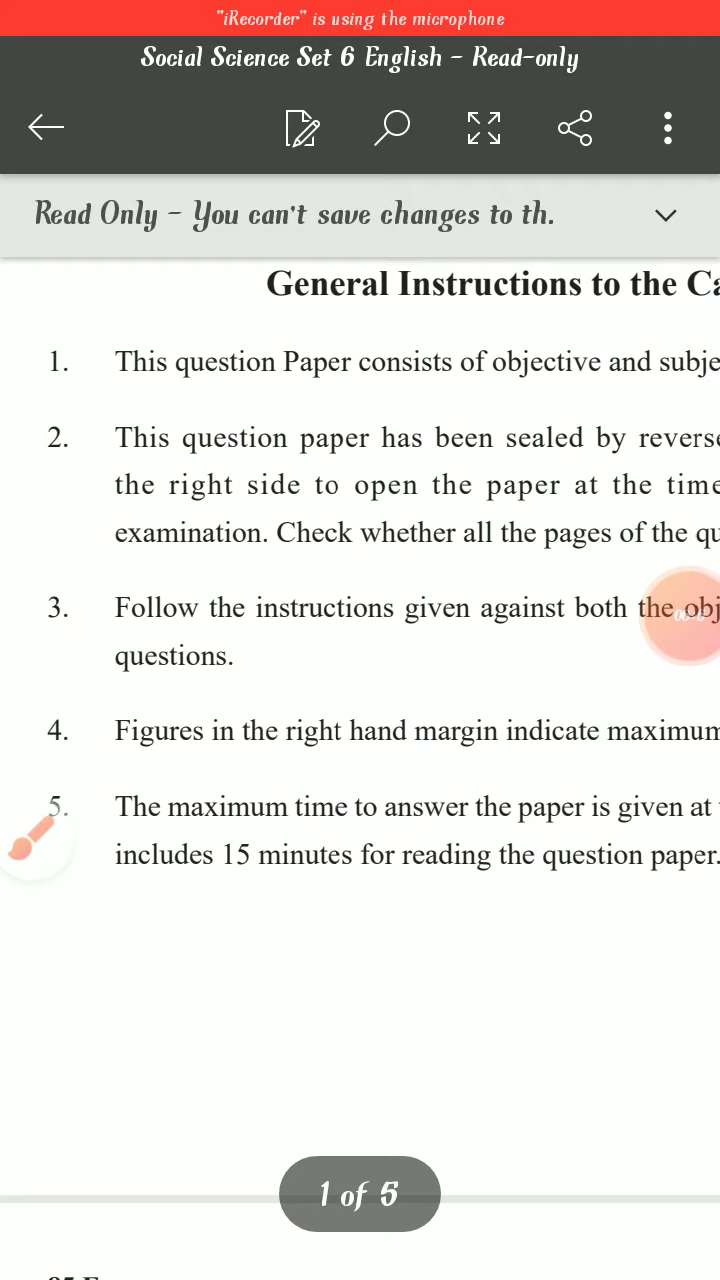 "iRecorder" is using the microphone
Social Science Set 6 English - Read-only
Read Only - You can't save changes to th.
General Instructions to the
1. This question Paper consists of objective and
2. This question paper has been sealed by
the right side to open the paper at the time
examination. Check whether all the pages of the
3. Follow the instructions given against both the
questions.
4. Figures in the right hand margin indicate maximum
5. The maximum time to answer the paper is given at
includes 15 minutes for reading the question paper.
1 of 5